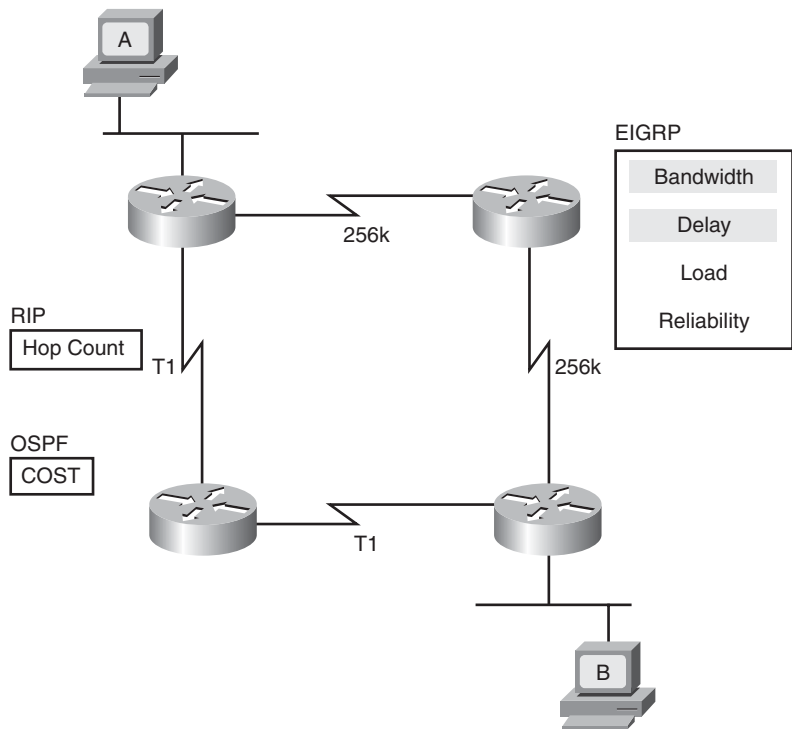 A
EIGRP
Bandwidth
Delay
Load
Reliability
256k
RIP
Hop Count
T1
256k
OSPF
COST
T1
B